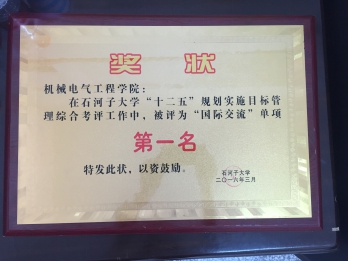 奖状
机械电气工程学院：
在石河子大学“十二五”规划实施目标管
理综合考评工作中，被评为“国际交流”单项
第一名
特发此状，以资鼓励。
石河子大学
二〇一六年三月